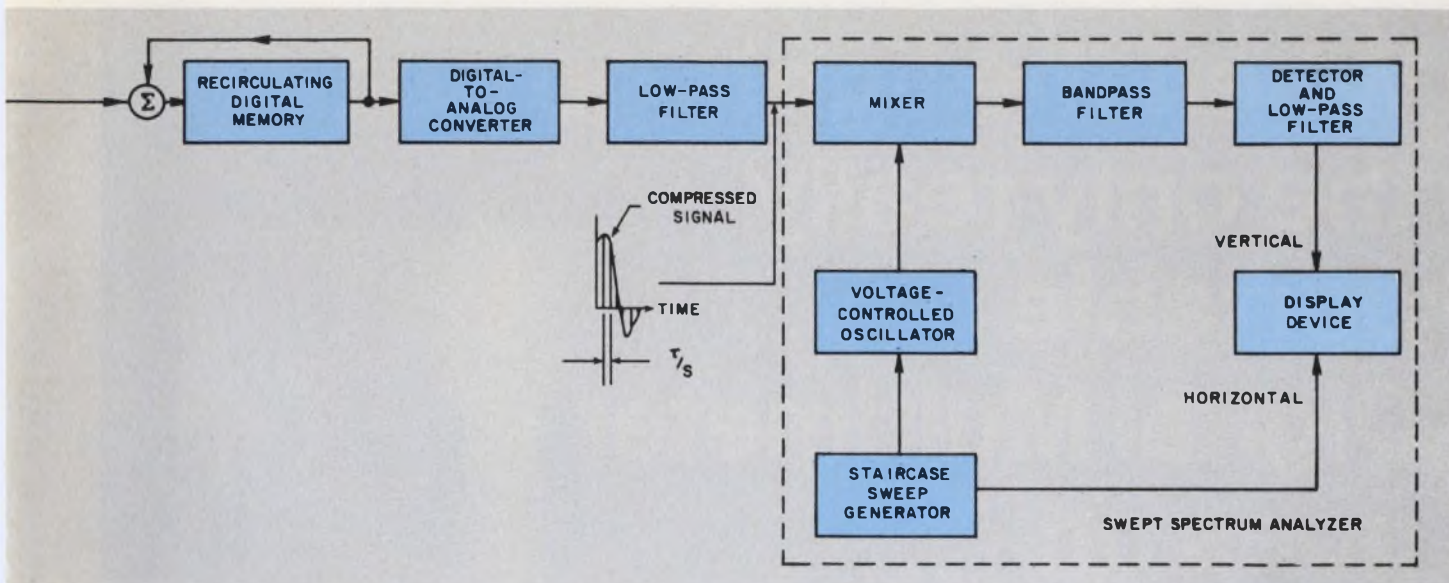 Σ
RECIRCULATING
DIGITAL
MEMORY
DIGITAL-
TO-
ANALOG
CONVERTER
LOW-PASS
FILTER
MIXER
BANDPASS
FILTER
DETECTOR
AND
LOW-PASS
FILTER
COMPRESSED
SIGNAL
TIME
τ/S
VERTICAL
VOLTAGE-
CONTROLLED
OSCILLATOR
DISPLAY
DEVICE
HORIZONTAL
STAIRCASE
SWEEP
GENERATOR
SWEPT SPECTRUM ANALYZER